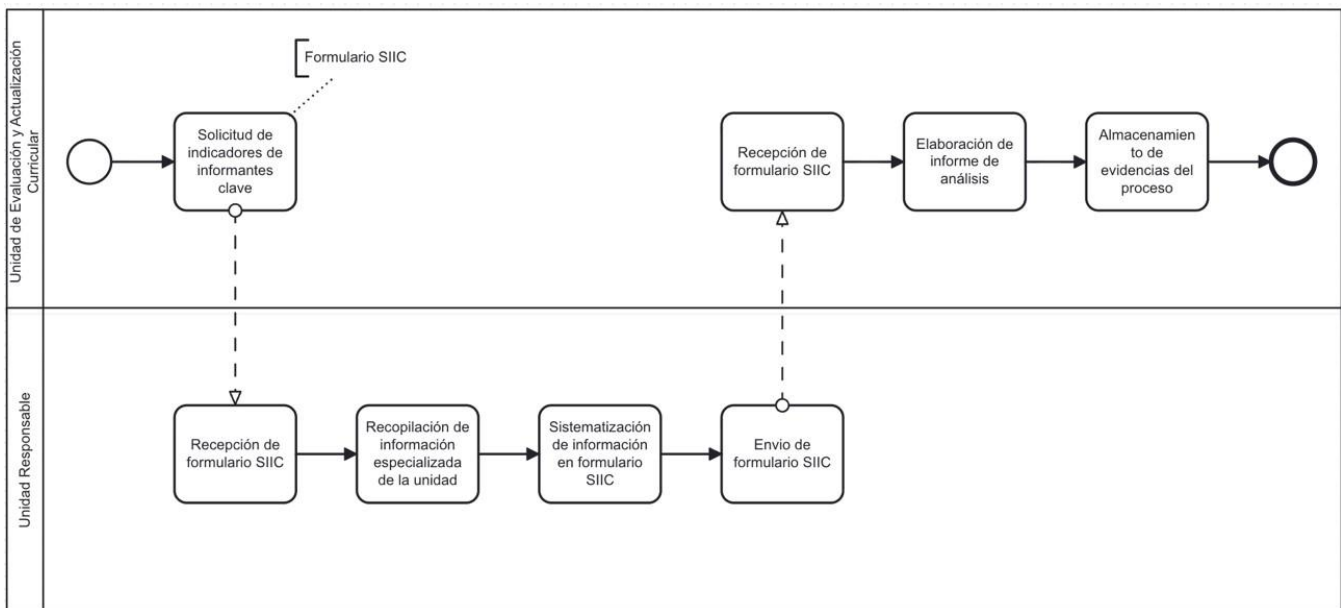 Unidad de Evaluación y Actualización
Curricular
Formulario SIIC
Solicitud de
indicadores de
informantes
clave
Recepción de
formulario SIIC
Elaboración de
informe de
análisis
Almacenamie
nto de
evidencias del
proceso
Unidad Responsable
Recepción de
formulario SIIC
Recopilación de
información
especializada
de la unidad
Sistematización
de información
en formulario
SIIC
Envio de
formulario SIIC